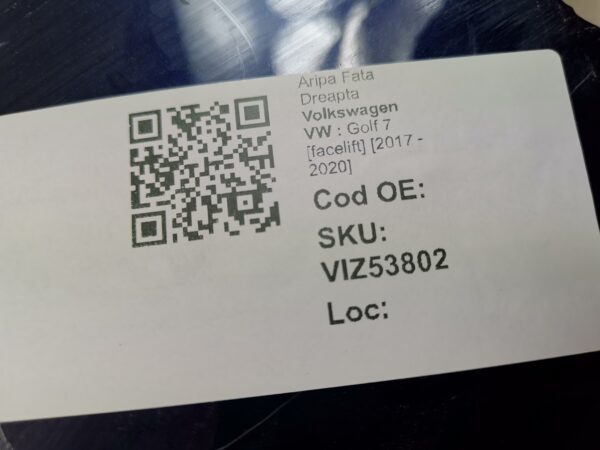 Aripa Fata
Dreapta
Volkswagen
VW : Golf 7
[facelift] [2017 -
2020]
Cod OE:
SKU:
VIZ53802
Loc: